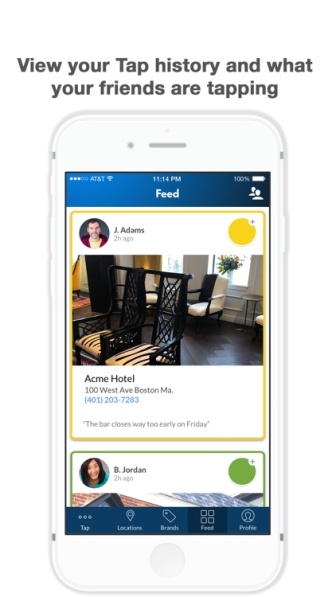 View your Tap history and what
your friends are tapping
AT&T 11:14 PM 100%
Feed
J. Adams
2h ago
Acme Hotel
100 West Ave Boston Ma.
(401) 203-7283
"The bar closes way too early on Friday"
B. Jordan
2h ago
Tap Locations Brands Feed Profile